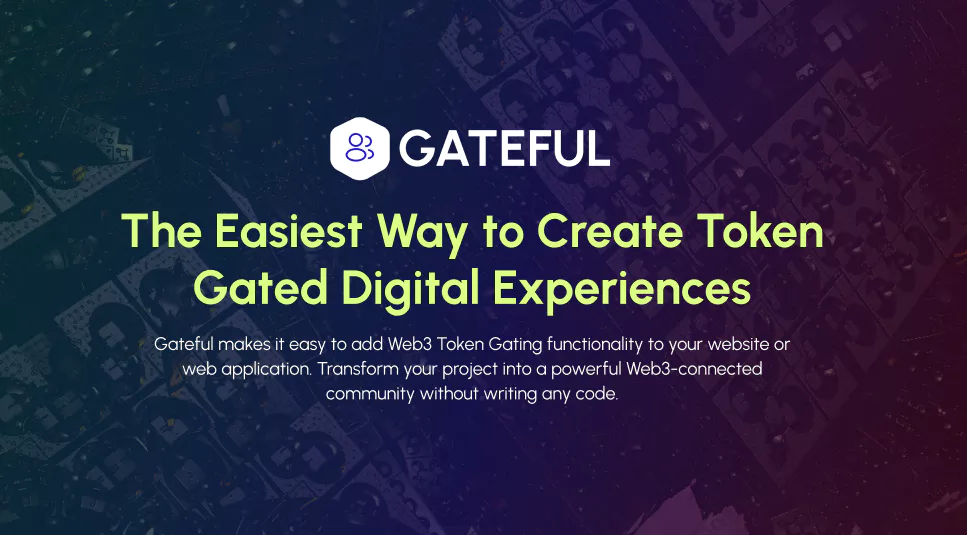 GATEFUL
The Easiest Way to Create Token
Gated Digital Experiences
Gateful makes it easy to add Web3 Token Gating functionality to your website or
web application. Transform your project into a powerful Web3-connected
community without writing any code.